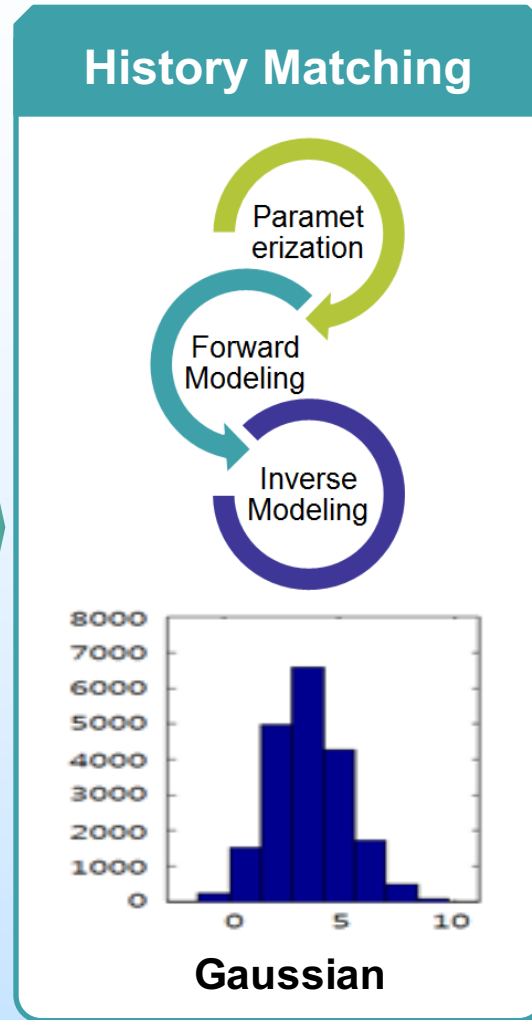 History Matching
Paramet
erization
Forward
Modeling
Inverse
Modeling
8000
7000
6000
5000
4000
3000
2000
1000
0
0 5 10
Gaussian